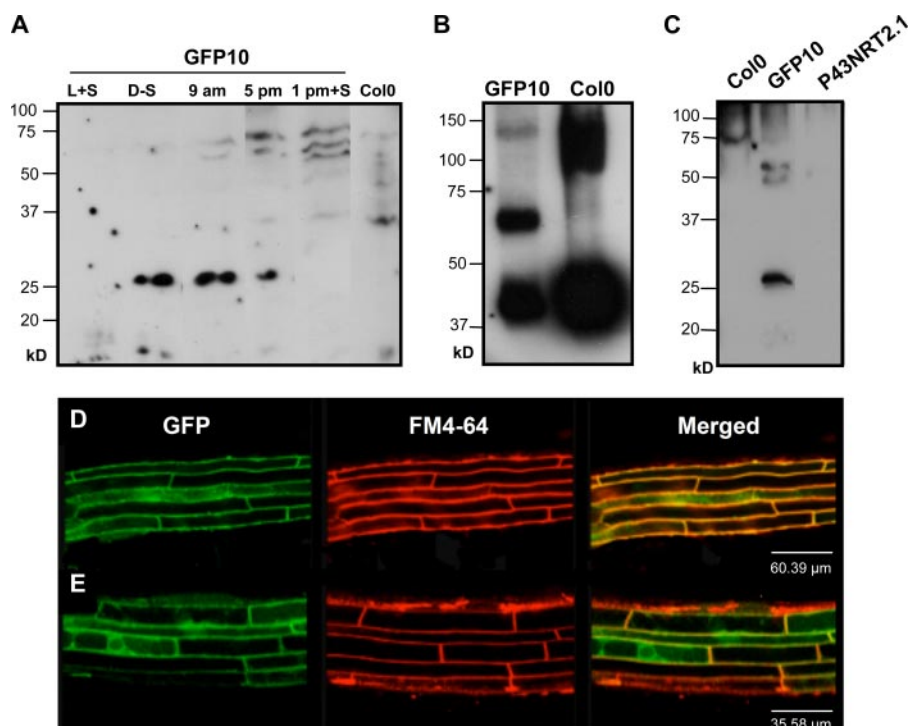 A
GFP10
L+S D-S 9 am 5 pm 1 pm+S Col0
100
75
50
37
25
20
kD
B
GFP10 Col0
150
100
75
50
37
kD
C
Col0 GFP10 P43NRT2.1
100
75
50
37
25
20
kD
D GFP FM4-64 Merged
60.39 µm
E
35.58 µm